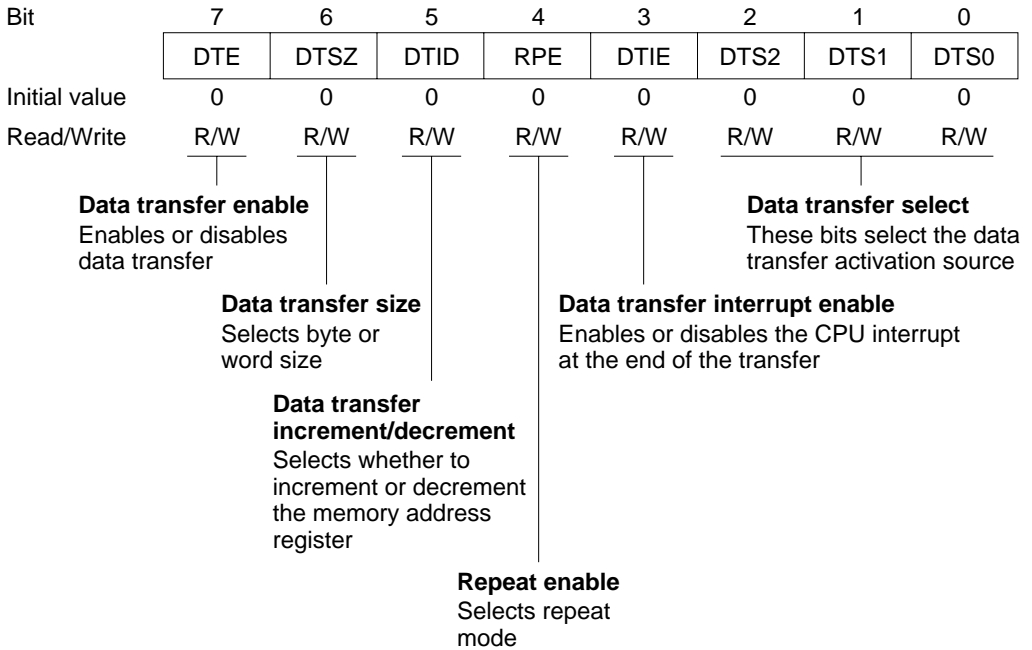 Bit 7 6 5 4 3 2 1 0
DTE DTSZ DTID RPE DTIE DTS2 DTS1 DTS0
Initial value 0 0 0 0 0 0 0 0
Read/Write R/W R/W R/W R/W R/W R/W R/W R/W
Data transfer enable
Enables or disables
data transfer
Data transfer select
These bits select the data
transfer activation source
Data transfer size
Selects byte or
word size
Data transfer interrupt enable
Enables or disables the CPU interrupt
at the end of the transfer
Data transfer
increment/decrement
Selects whether to
increment or decrement
the memory address
register
Repeat enable
Selects repeat
mode